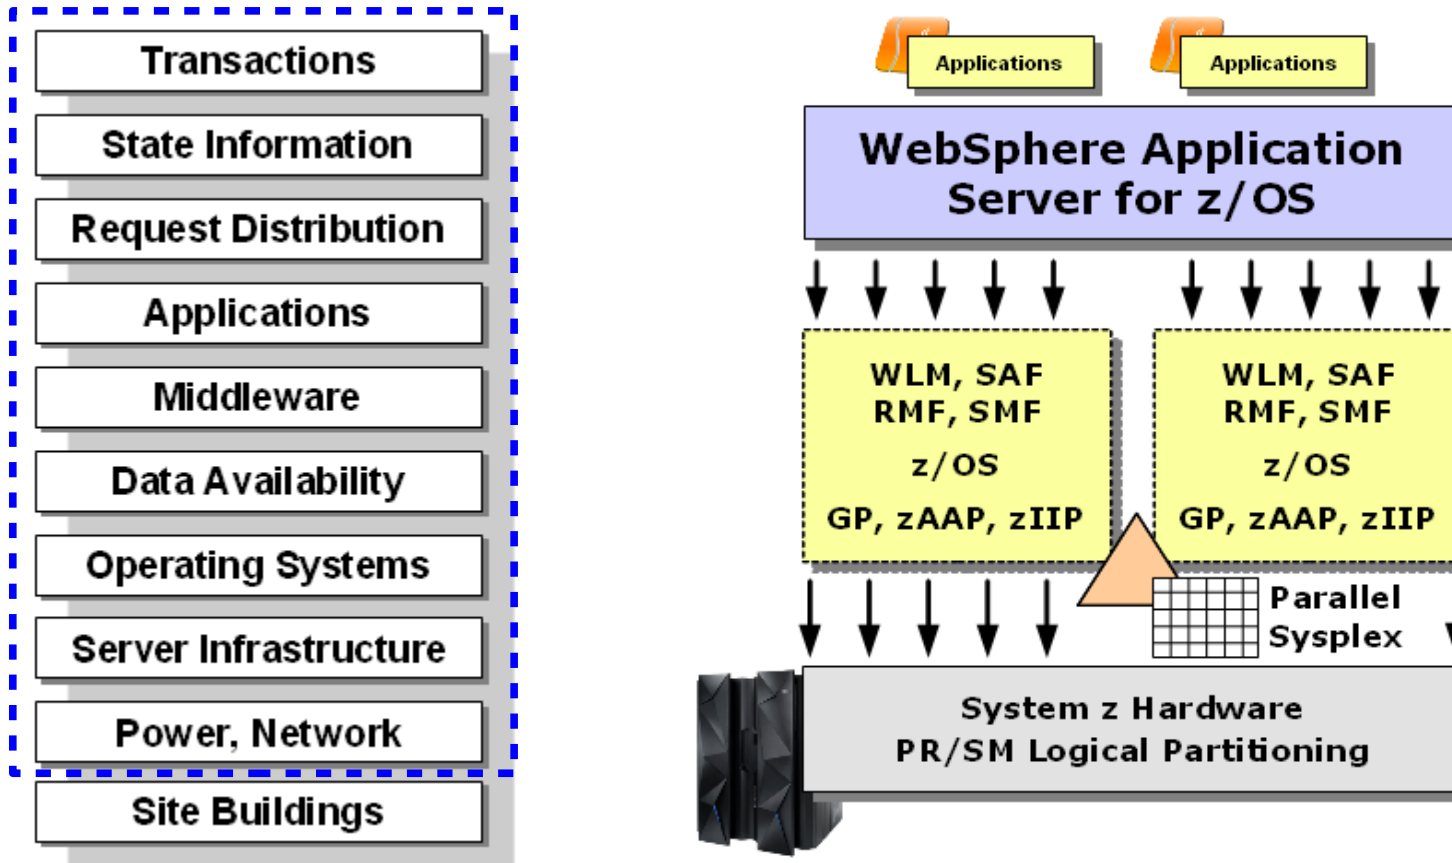 Transactions
State Information
Request Distribution
Applications
Middleware
Data Availability
Operating Systems
Server Infrastructure
Power, Network
Site Buildings
Applications
Applications
WebSphere Application
Server for z/OS
WLM, SAF
RMF, SMF
z/OS
GP, zAAP, zIIP
WLM, SAF
RMF, SMF
z/OS
GP, zAAP, zIIP
Parallel
Sysplex
System z Hardware
PR/SM Logical Partitioning